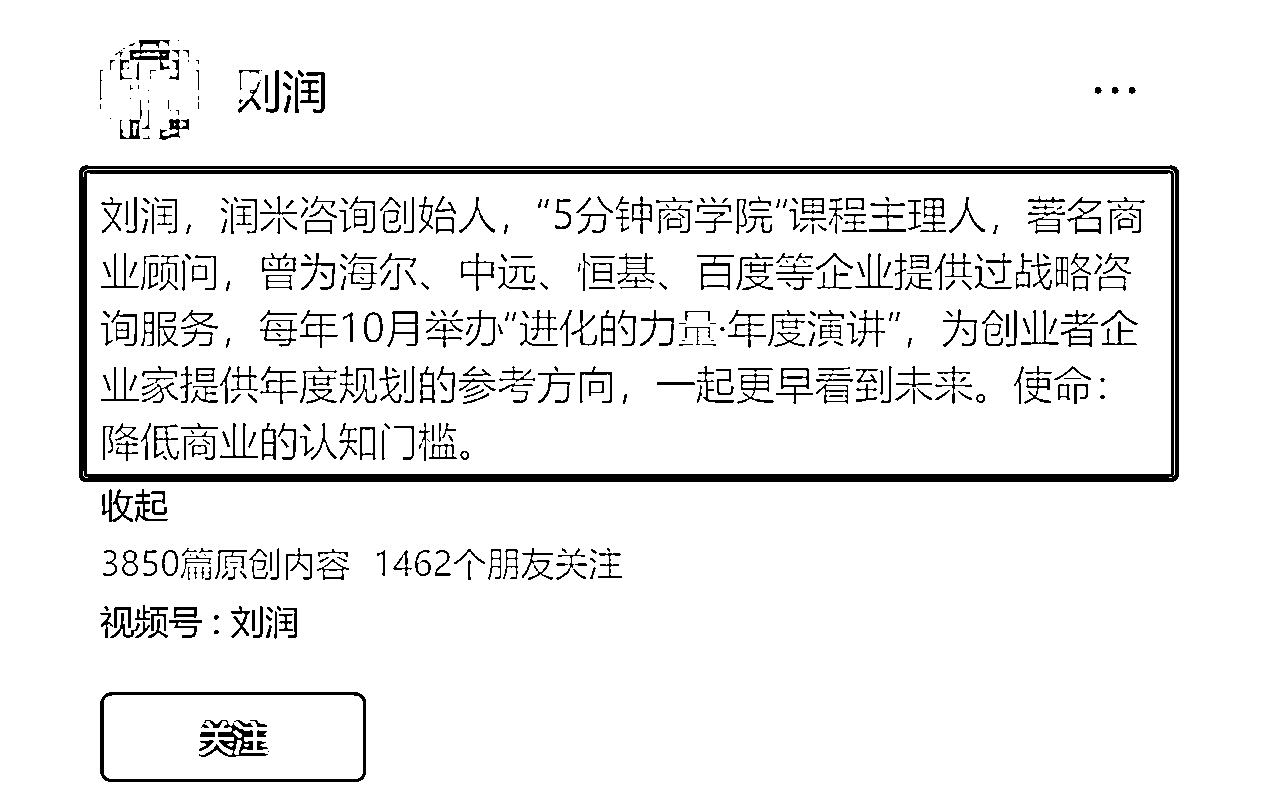 刘润
...
刘润，润米咨询创始人，“5分钟商学院”课程主理人，著名商
业顾问，曾为海尔、中远、恒基、百度等企业提供过战略咨
询服务，每年10月举办“进化的力量·年度演讲”，为创业者企
业家提供年度规划的参考方向，一起更早看到未来。使命：
降低商业的认知门槛。
收起
3850篇原创内容 1462个朋友关注
视频号：刘润
关注